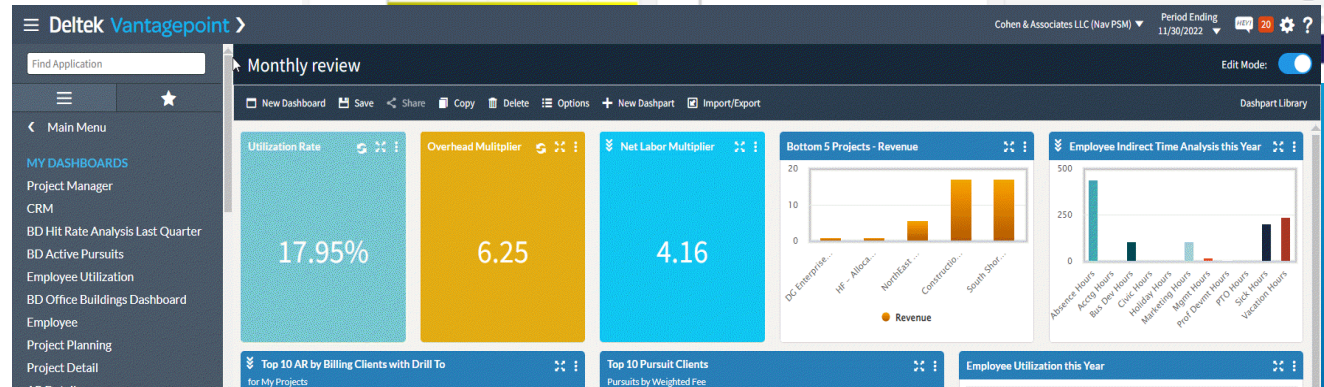 Deltek Vantagepoint
Cohen & Associates LLC (Nav PSM)
Period Ending
11/30/2022
HEY!
20
?
Find Application
Monthly review
Edit Mode:
New Dashboard Save Share Copy Delete Options New Dashpart Import/Export
Dashpart Library
Main Menu
MY DASHBOARDS
Project Manager
CRM
BD Hit Rate Analysis Last Quarter
BD Active Pursuits
Employee Utilization
BD Office Buildings Dashboard
Employee
Project Planning
Project Detail
Utilization Rate
17.95%
Overhead Mulitplier
6.25
Net Labor Multiplier
4.16
Bottom 5 Projects - Revenue
20
10
0
DG Enterprise...
HF - Alloca...
NorthEast ...
Constructio...
South Shor...
Revenue
Employee Indirect Time Analysis this Year
500
250
0
Absence Hours
Acctg Hours
Bus Dev Hours
Civic Hours
Holiday Hours
Marketing Hours
Mgmt Hours
Prof Devmt Hours
PTO Hours
Sick Hours
Vacation Hours
Top 10 AR by Billing Clients with Drill To
for My Projects
Top 10 Pursuit Clients
Pursuits by Weighted Fee
Employee Utilization this Year